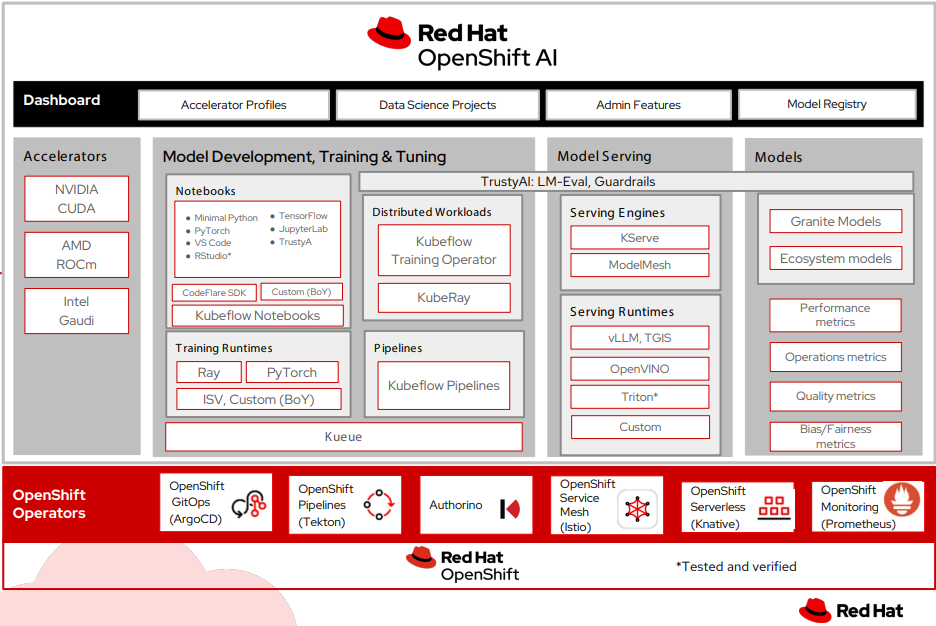 Red Hat
OpenShift AI
Dashboard
Accelerator Profiles
Data Science Projects
Admin Features
Model Registry
Accelerators
NVIDIA
CUDA
AMD
ROCm
Intel
Gaudi
Model Development, Training & Tuning
TrustyAI: LM-Eval, Guardrails
Notebooks
● Minimal Python
● PyTorch
● VS Code
● RStudio*
● TensorFlow
● JupyterLab
● TrustyA
CodeFlare SDK
Custom (BoY)
Kubeflow Notebooks
Distributed Workloads
Kubeflow
Training Operator
KubeRay
Training Runtimes
Ray
PyTorch
ISV, Custom (BoY)
Pipelines
Kubeflow Pipelines
Kueue
Model Serving
Serving Engines
KServe
ModelMesh
Serving Runtimes
vLLM, TGIS
OpenVINO
Triton*
Custom
Models
Granite Models
Ecosystem models
Performance
metrics
Operations metrics
Quality metrics
Bias/Fairness
metrics
OpenShift
Operators
OpenShift
GitOps
(ArgoCD)
OpenShift
Pipelines
(Tekton)
Authorino
OpenShift
Service
Mesh
(Istio)
OpenShift
Serverless
(Knative)
OpenShift
Monitoring
(Prometheus)
Red Hat
OpenShift
*Tested and verified
Red Hat